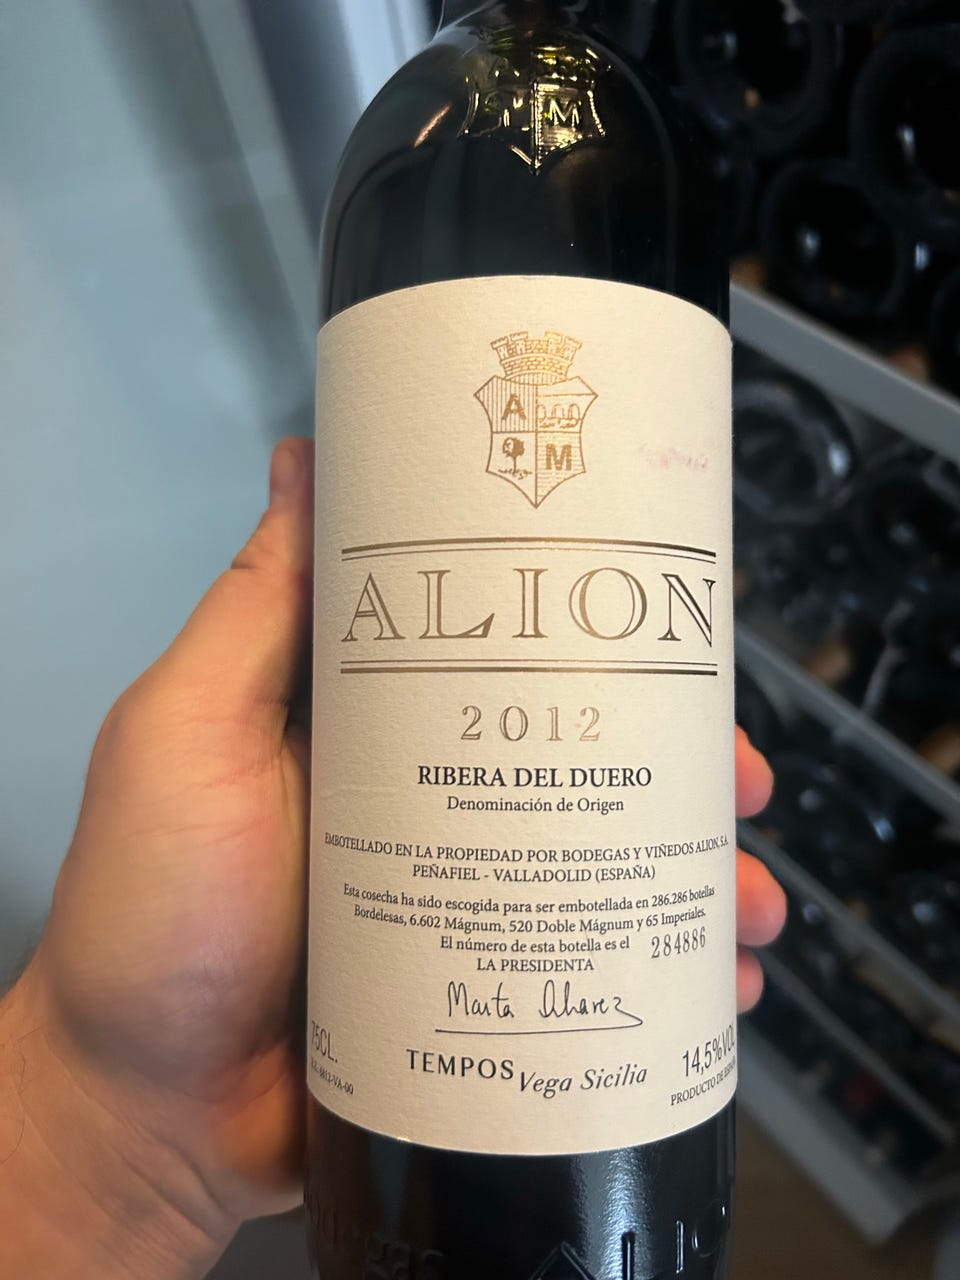 M
A
M
ALION
2012
RIBERA DEL DUERO
Denominación de Origen
EMBOTELLADO EN LA PROPIEDAD POR BODEGAS Y VIÑEDOS ALION, S.A.
PEÑAFIEL - VALLADOLID (ESPAÑA)
Esta cosecha ha sido escogida para ser embotellada en 286.286 botellas
Bordelesas, 6.602 Mágnum, 520 Doble Mágnum y 65 Imperiales.
El número de esta botella es el 284886
LA PRESIDENTA
Marta Álvarez
75CL.
TEMPOS Vega Sicilia
14,5%VOL
PRODUCTO DE